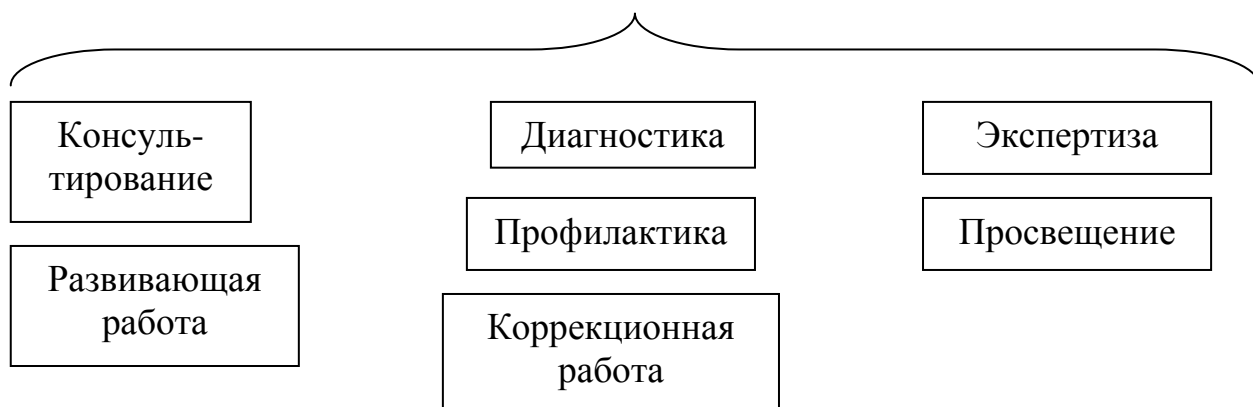 Консуль-
тирование
Диагностика
Экспертиза
Профилактика
Просвещение
Развивающая
работа
Коррекционная
работа